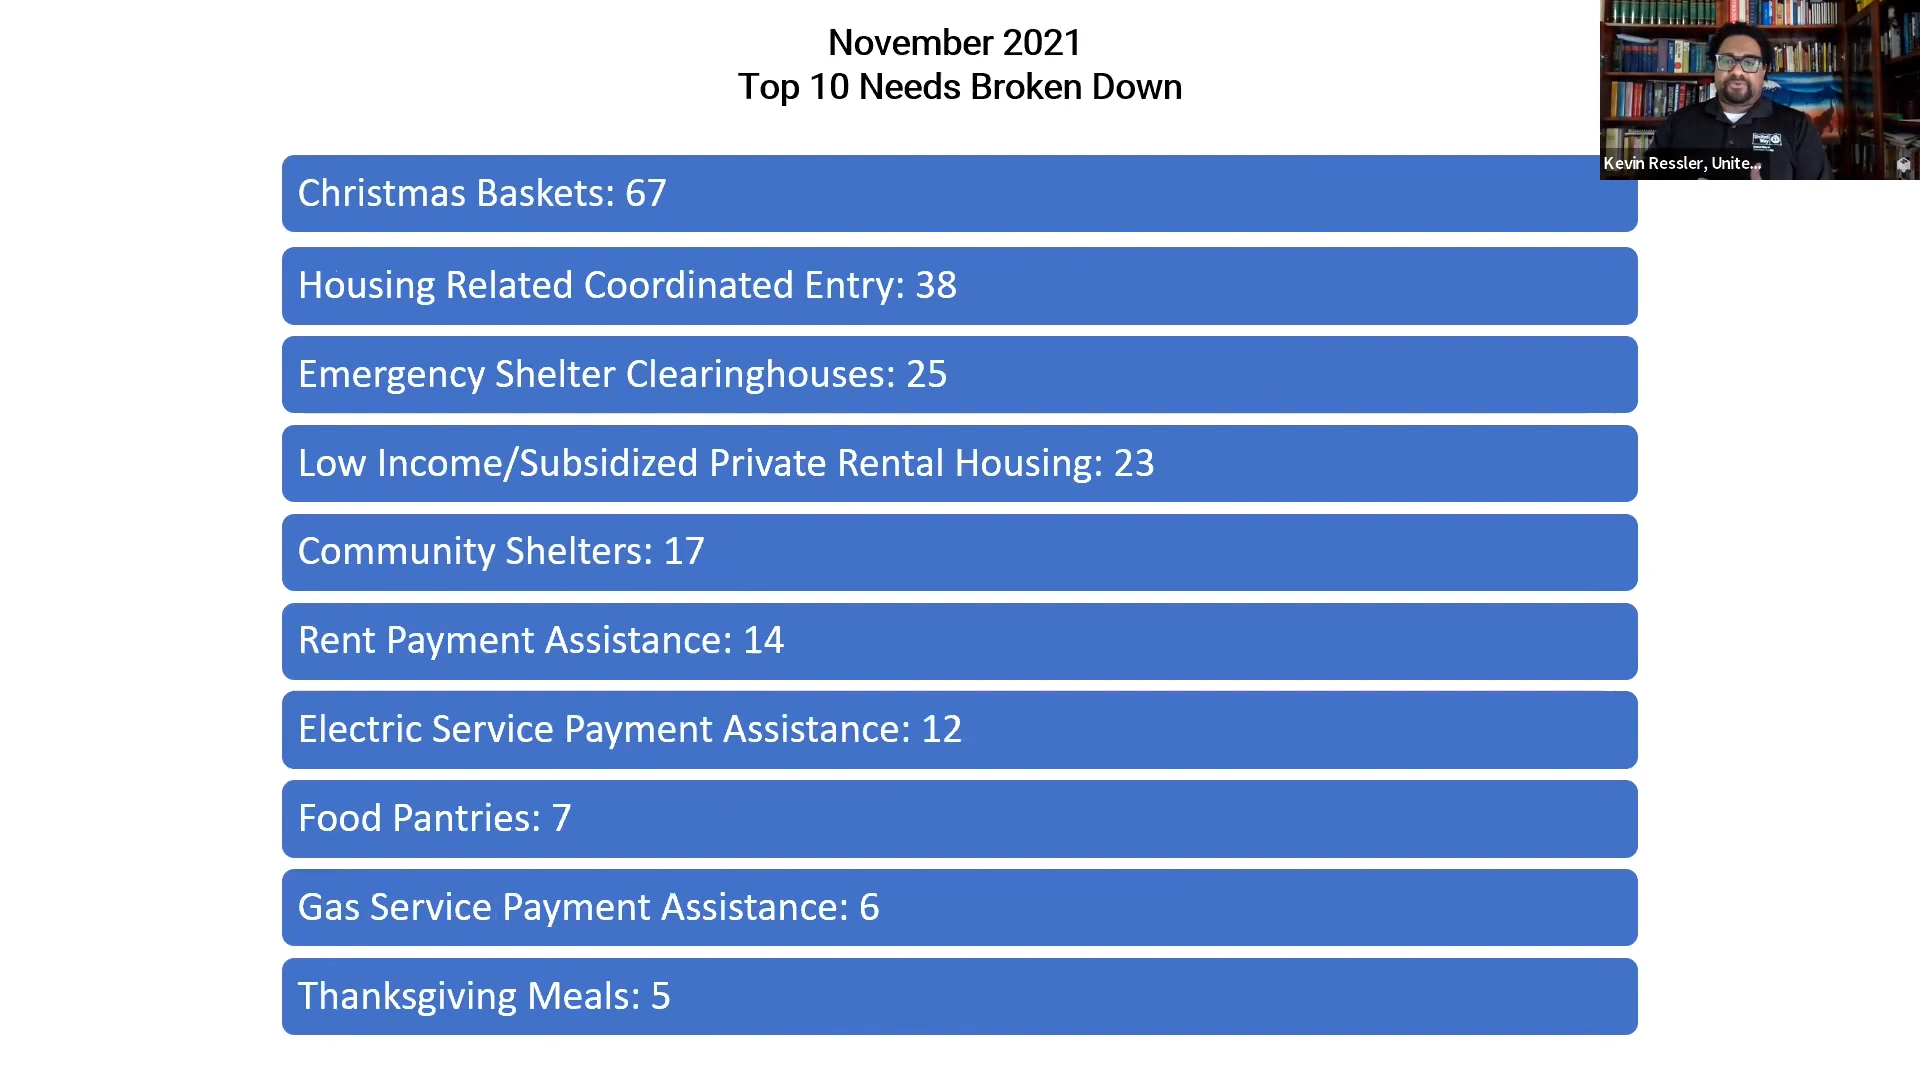 November 2021
Top 10 Needs Broken Down
Kevin Ressler, Unite...
Christmas Baskets: 67
Housing Related Coordinated Entry: 38
Emergency Shelter Clearinghouses: 25
Low Income/Subsidized Private Rental Housing: 23
Community Shelters: 17
Rent Payment Assistance: 14
Electric Service Payment Assistance: 12
Food Pantries: 7
Gas Service Payment Assistance: 6
Thanksgiving Meals: 5